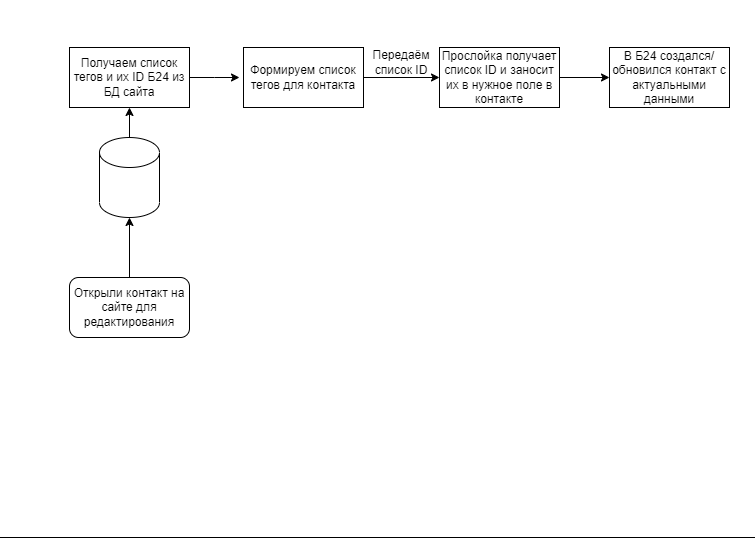 Получаем список
тегов и их ID Б24 из
БД сайта
Формируем список
тегов для контакта
Передаём
список ID
Прослойка получает
список ID и заносит
их в нужное поле в
контакте
В Б24 создался/
обновился контакт с
актуальными
данными
Открыли контакт на
сайте для
редактирования